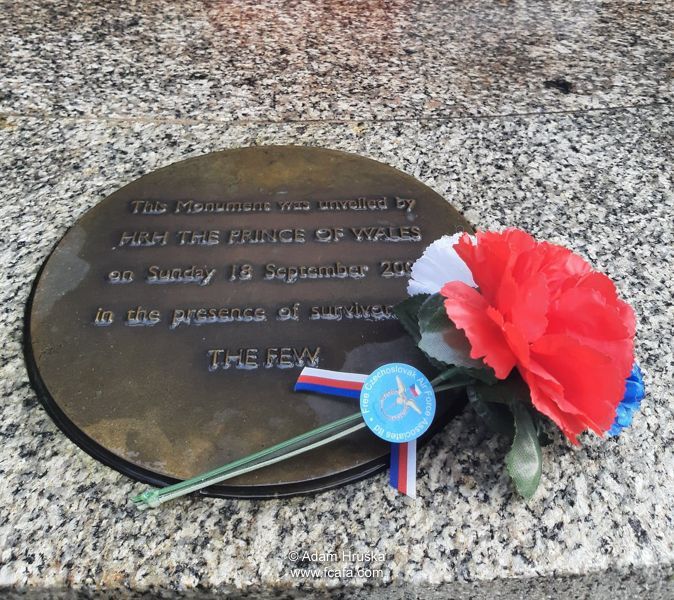 This Monument was unveiled by
HRH THE PRINCE OF WALES
on Sunday 18 September
in the presence of
THE FEW
Free Czechoslovak Air Force Associates ltd
© Adam Hruska
www.fcafa.com